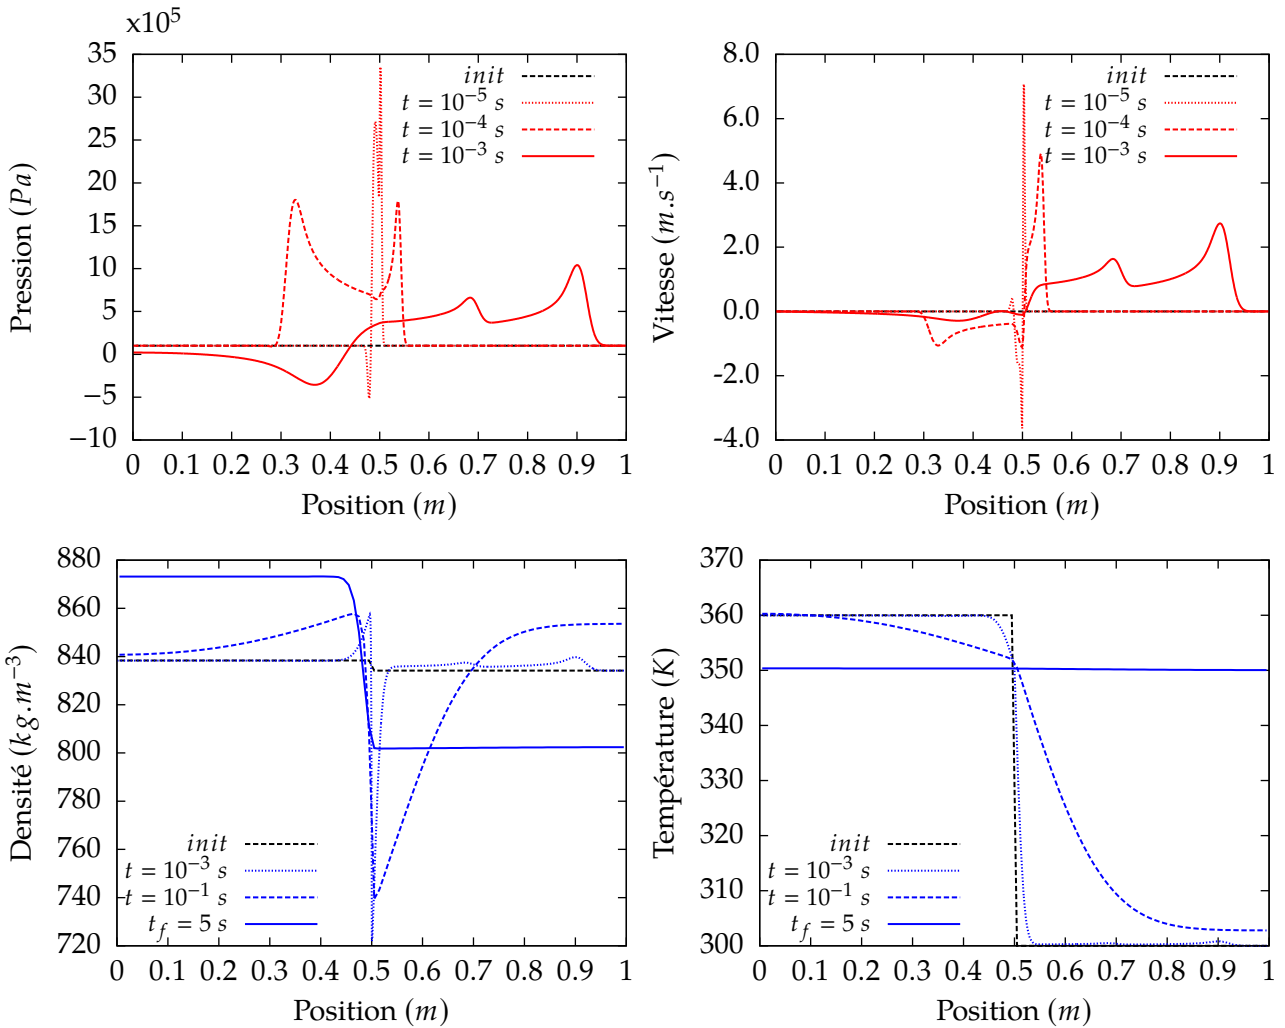 x10⁵
35
30
25
20
15
10
5
0
−5
−10
Pression (Pa)
init
t = 10⁻⁵ s
t = 10⁻⁴ s
t = 10⁻³ s
0 0.1 0.2 0.3 0.4 0.5 0.6 0.7 0.8 0.9 1
Position (m)
8.0
6.0
4.0
2.0
0.0
-2.0
-4.0
Vitesse (m.s⁻¹)
init
t = 10⁻⁵ s
t = 10⁻⁴ s
t = 10⁻³ s
0 0.1 0.2 0.3 0.4 0.5 0.6 0.7 0.8 0.9 1
Position (m)
880
860
840
820
800
780
760
740
720
Densité (kg.m⁻³)
init
t = 10⁻³ s
t = 10⁻¹ s
t_f = 5 s
0 0.1 0.2 0.3 0.4 0.5 0.6 0.7 0.8 0.9 1
Position (m)
370
360
350
340
330
320
310
300
Température (K)
init
t = 10⁻³ s
t = 10⁻¹ s
t_f = 5 s
0 0.1 0.2 0.3 0.4 0.5 0.6 0.7 0.8 0.9 1
Position (m)